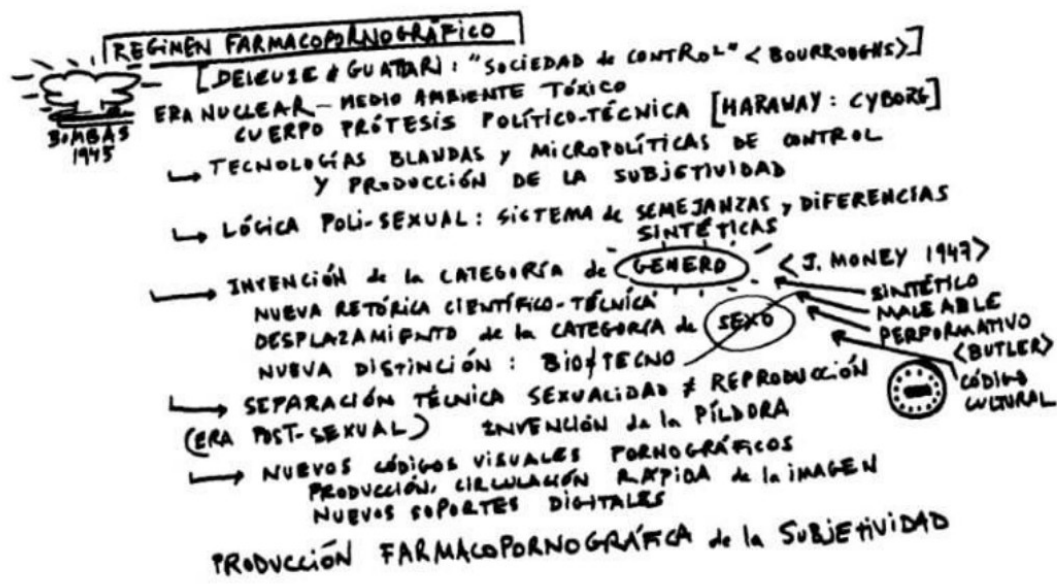 REGIMEN FARMACOPORNOGRÁFICO
[DELEUZE & GUATTARI: "SOCIEDAD de CONTROL" < BOURROUGHS>]
BOMBAS
1945
ERA NUCLEAR - MEDIO AMBIENTE TÓXICO
CUERPO PRÓTESIS POLÍTICO-TÉCNICA [HARAWAY: CYBORG]
→ TECNOLOGÍAS BLANDAS y MICROPOLÍTICAS DE CONTROL
Y PRODUCCIÓN DE LA SUBJETIVIDAD
→ LÓGICA POLI-SEXUAL: SISTEMA de SEMEJANZAS y DIFERENCIAS
SINTÉTICAS
→ INVENCIÓN de la CATEGORÍA de GENERO <J. MONEY 1947>
NUEVA RETÓRICA CIENTÍFICO-TÉCNICA
DESPLAZAMIENTO de la CATEGORÍA de SEXO
NUEVA DISTINCIÓN: BIO≠TECNO
SINTÉTICO
MALEABLE
PERFORMATIVO
<BUTLER>
CÓDIGO
CULTURAL
→ SEPARACIÓN TÉCNICA SEXUALIDAD ≠ REPRODUCCIÓN
(ERA POST-SEXUAL) INVENCIÓN de la PÍLDORA
→ NUEVOS CÓDIGOS VISUALES PORNOGRÁFICOS
PRODUCCIÓN, CIRCULACIÓN RÁPIDA de la IMAGEN
NUEVOS SOPORTES DIGITALES
PRODUCCIÓN FARMACOPORNOGRÁFICA de la SUBJETIVIDAD